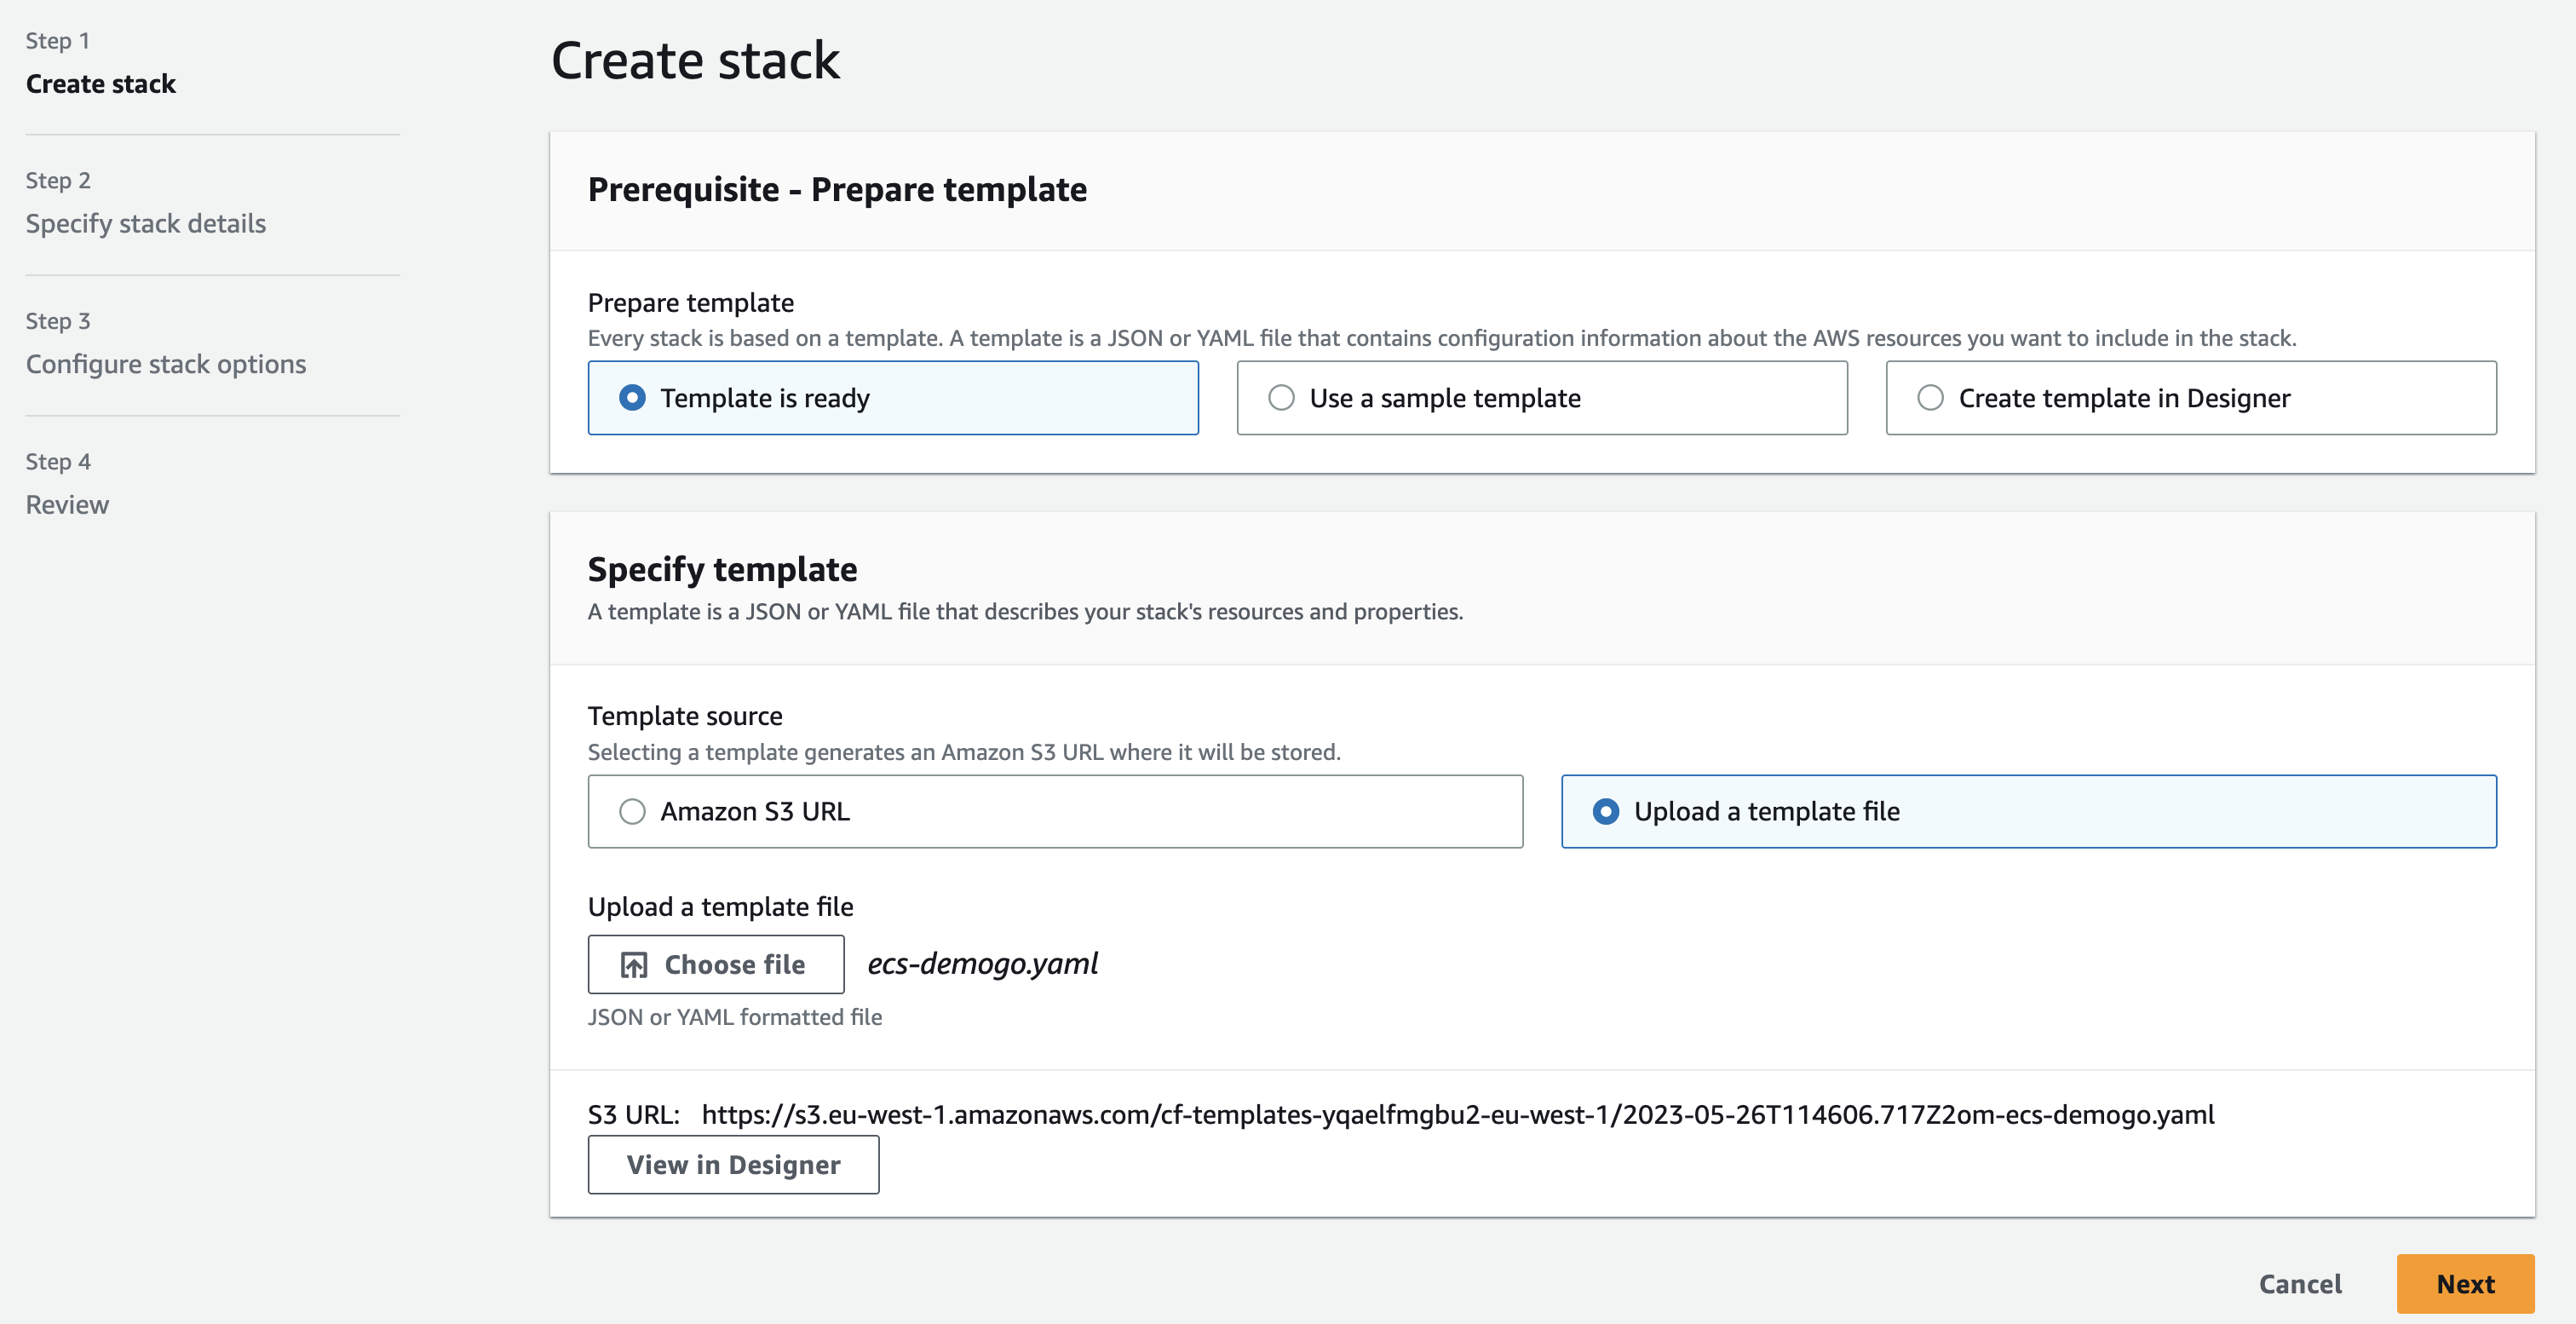 Step 1
Create stack
Step 2
Specify stack details
Step 3
Configure stack options
Step 4
Review
Create stack
Prerequisite - Prepare template
Prepare template
Every stack is based on a template. A template is a JSON or YAML file that contains configuration information about the AWS resources you want to include in the stack.
Template is ready
Use a sample template
Create template in Designer
Specify template
A template is a JSON or YAML file that describes your stack's resources and properties.
Template source
Selecting a template generates an Amazon S3 URL where it will be stored.
Amazon S3 URL
Upload a template file
Upload a template file
Choose file
ecs-demogo.yaml
JSON or YAML formatted file
S3 URL: https://s3.eu-west-1.amazonaws.com/cf-templates-yqaelfmgbu2-eu-west-1/2023-05-26T114606.717Z2om-ecs-demogo.yaml
View in Designer
Cancel
Next